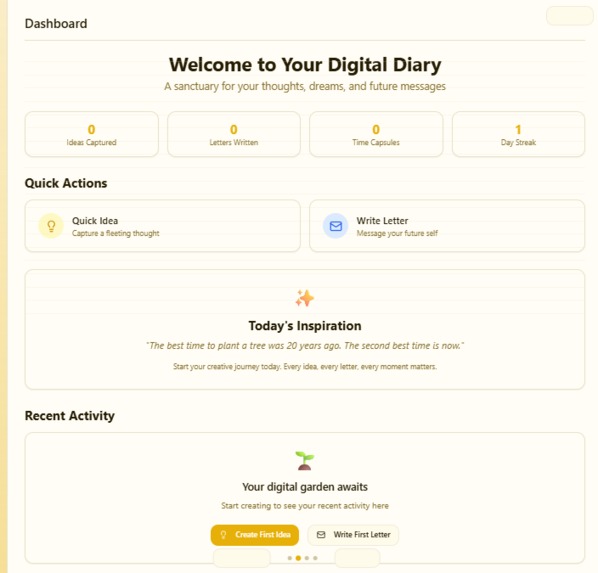 Dashboard
Welcome to Your Digital Diary
A sanctuary for your thoughts, dreams, and future messages
0
Ideas Captured
0
Letters Written
0
Time Capsules
1
Day Streak
Quick Actions
Quick Idea
Capture a fleeting thought
Write Letter
Message your future self
Today's Inspiration
"The best time to plant a tree was 20 years ago. The second best time is now."
Start your creative journey today. Every idea, every letter, every moment matters.
Recent Activity
Your digital garden awaits
Start creating to see your recent activity here
Create First Idea
Write First Letter